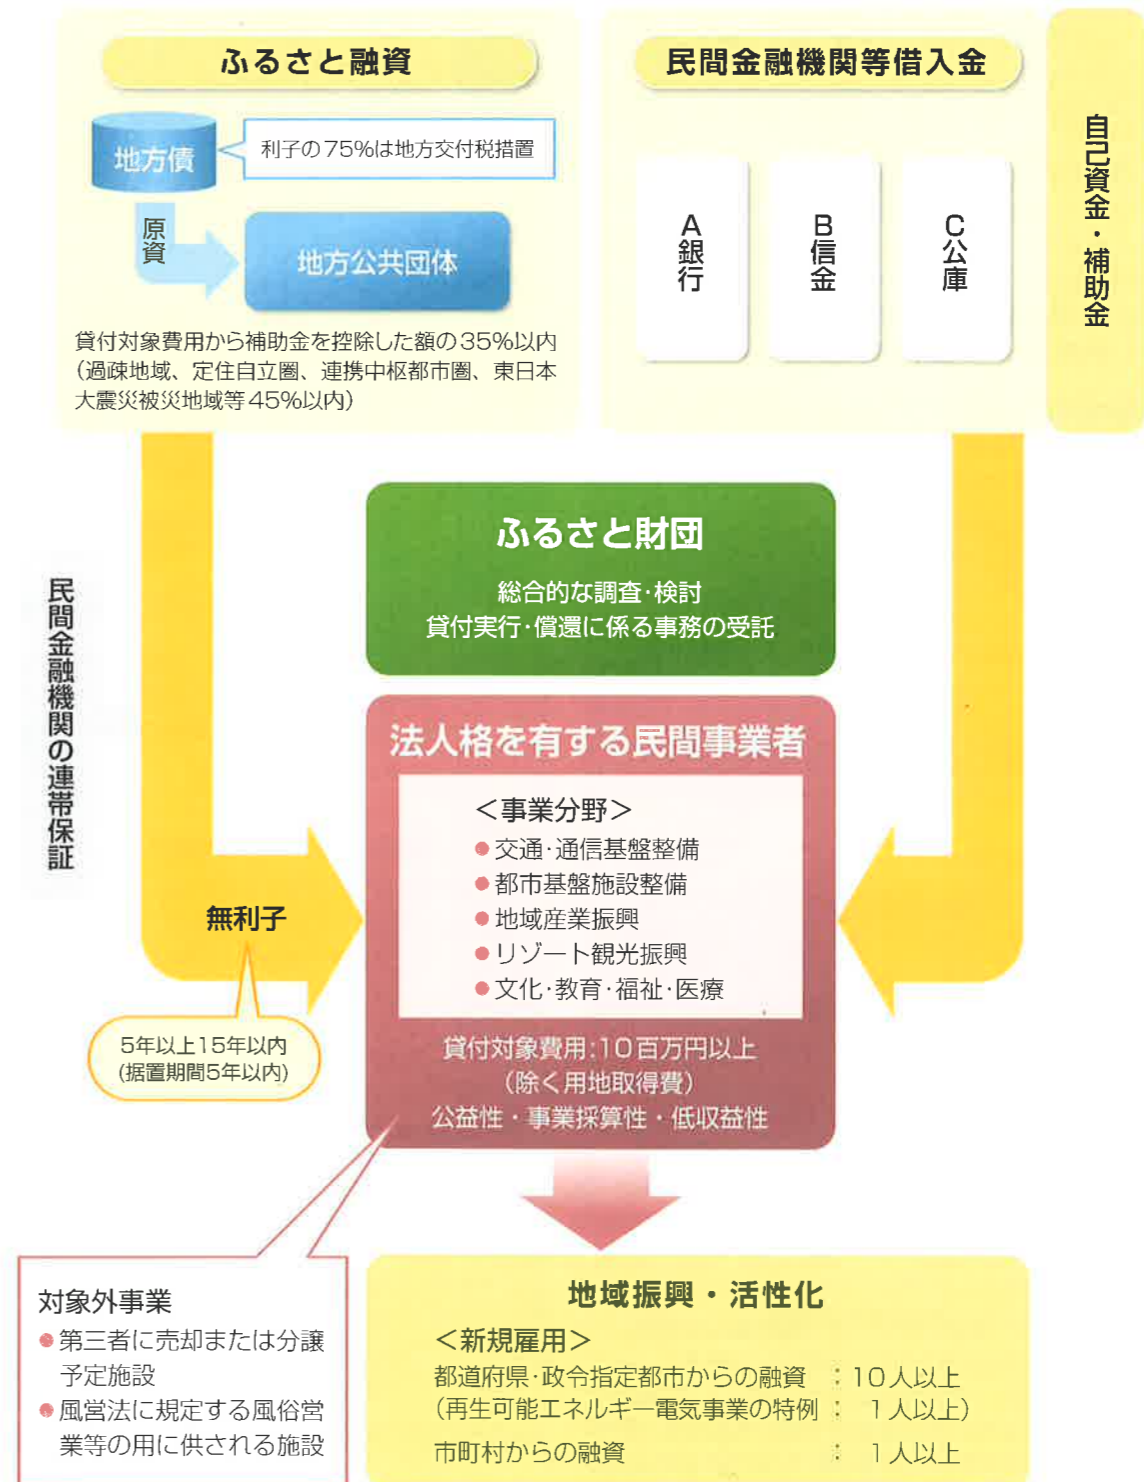 ふるさと融資
地方債
利子の75%は地方交付税措置
原資
地方公共団体
貸付対象費用から補助金を控除した額の35%以内
(過疎地域、定住自立圏、連携中枢都市圏、東日本
大震災被災地域等45%以内)
民間金融機関等借入金
A銀行
B信金
C公庫
自己資金・補助金
ふるさと財団
総合的な調査・検討
貸付実行・償還に係る事務の受託
民間金融機関の連帯保証
法人格を有する民間事業者
＜事業分野＞
●交通・通信基盤整備
●都市基盤施設整備
●地域産業振興
●リゾート観光振興
●文化・教育・福祉・医療
貸付対象費用:10百万円以上
(除く用地取得費)
公益性・事業採算性・低収益性
無利子
5年以上15年以内
(据置期間5年以内)
対象外事業
●第三者に売却または分譲
予定施設
●風営法に規定する風俗営
業等の用に供される施設
地域振興・活性化
＜新規雇用＞
都道府県・政令指定都市からの融資 : 10人以上
(再生可能エネルギー電気事業の特例 : 1人以上)
市町村からの融資 : 1人以上